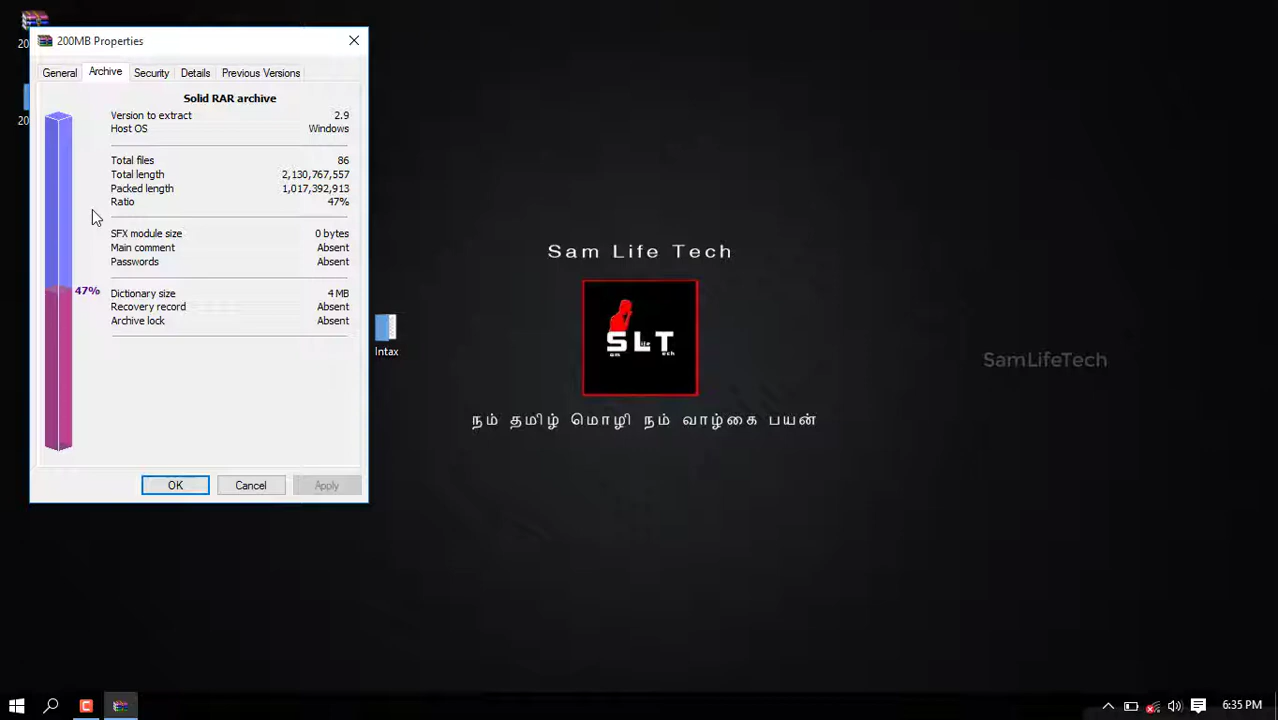 200MB Properties
General Archive Security Details Previous Versions
Solid RAR archive
Version to extract 2.9
Host OS Windows
Total files 86
Total length 2,130,767,557
Packed length 1,017,392,913
Ratio 47%
SFX module size 0 bytes
Main comment Absent
Passwords Absent
47%
Dictionary size 4 MB
Recovery record Absent
Archive lock Absent
OK Cancel Apply
Intax
Sam Life Tech
SLT
நம் தமிழ் மொழி நம் வாழ்கை பயன்
SamLifeTech
6:35 PM